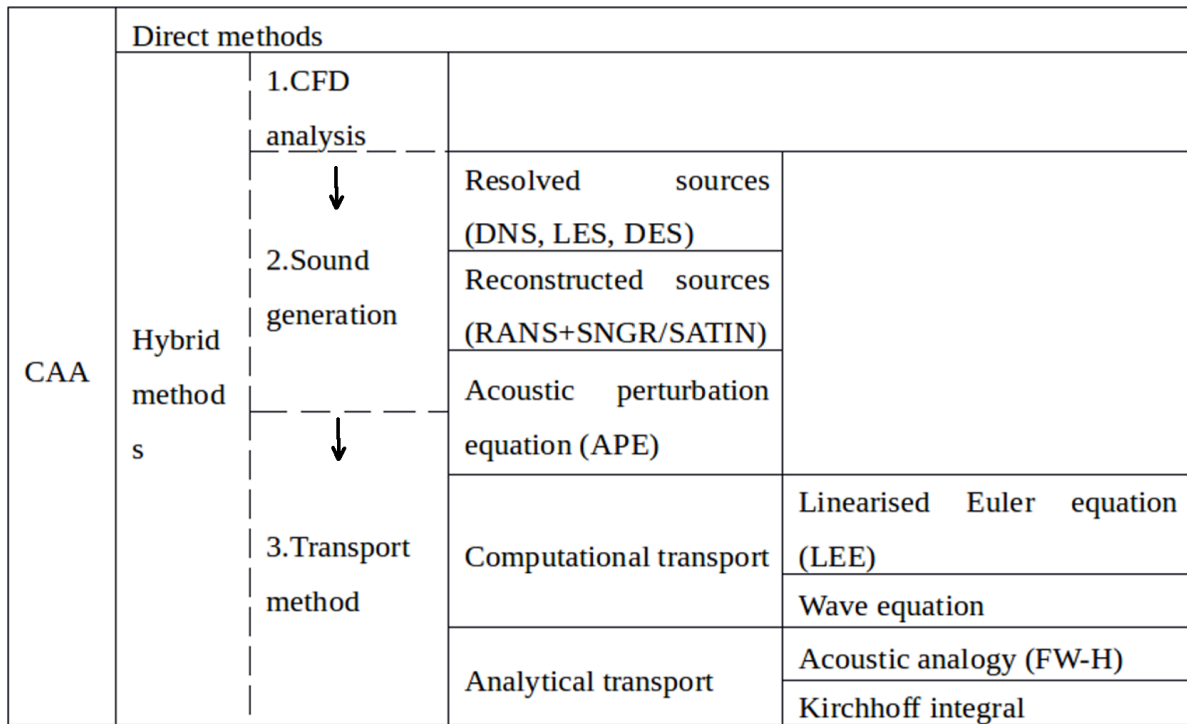 Direct methods
1.CFD
analysis
Resolved sources
(DNS, LES, DES)
2.Sound
generation
Reconstructed sources
(RANS+SNGR/SATIN)
Hybrid
method
s
CAA
Acoustic perturbation
equation (APE)
3.Transport
method
Computational transport
Linearised Euler equation
(LEE)
Wave equation
Analytical transport
Acoustic analogy (FW-H)
Kirchhoff integral